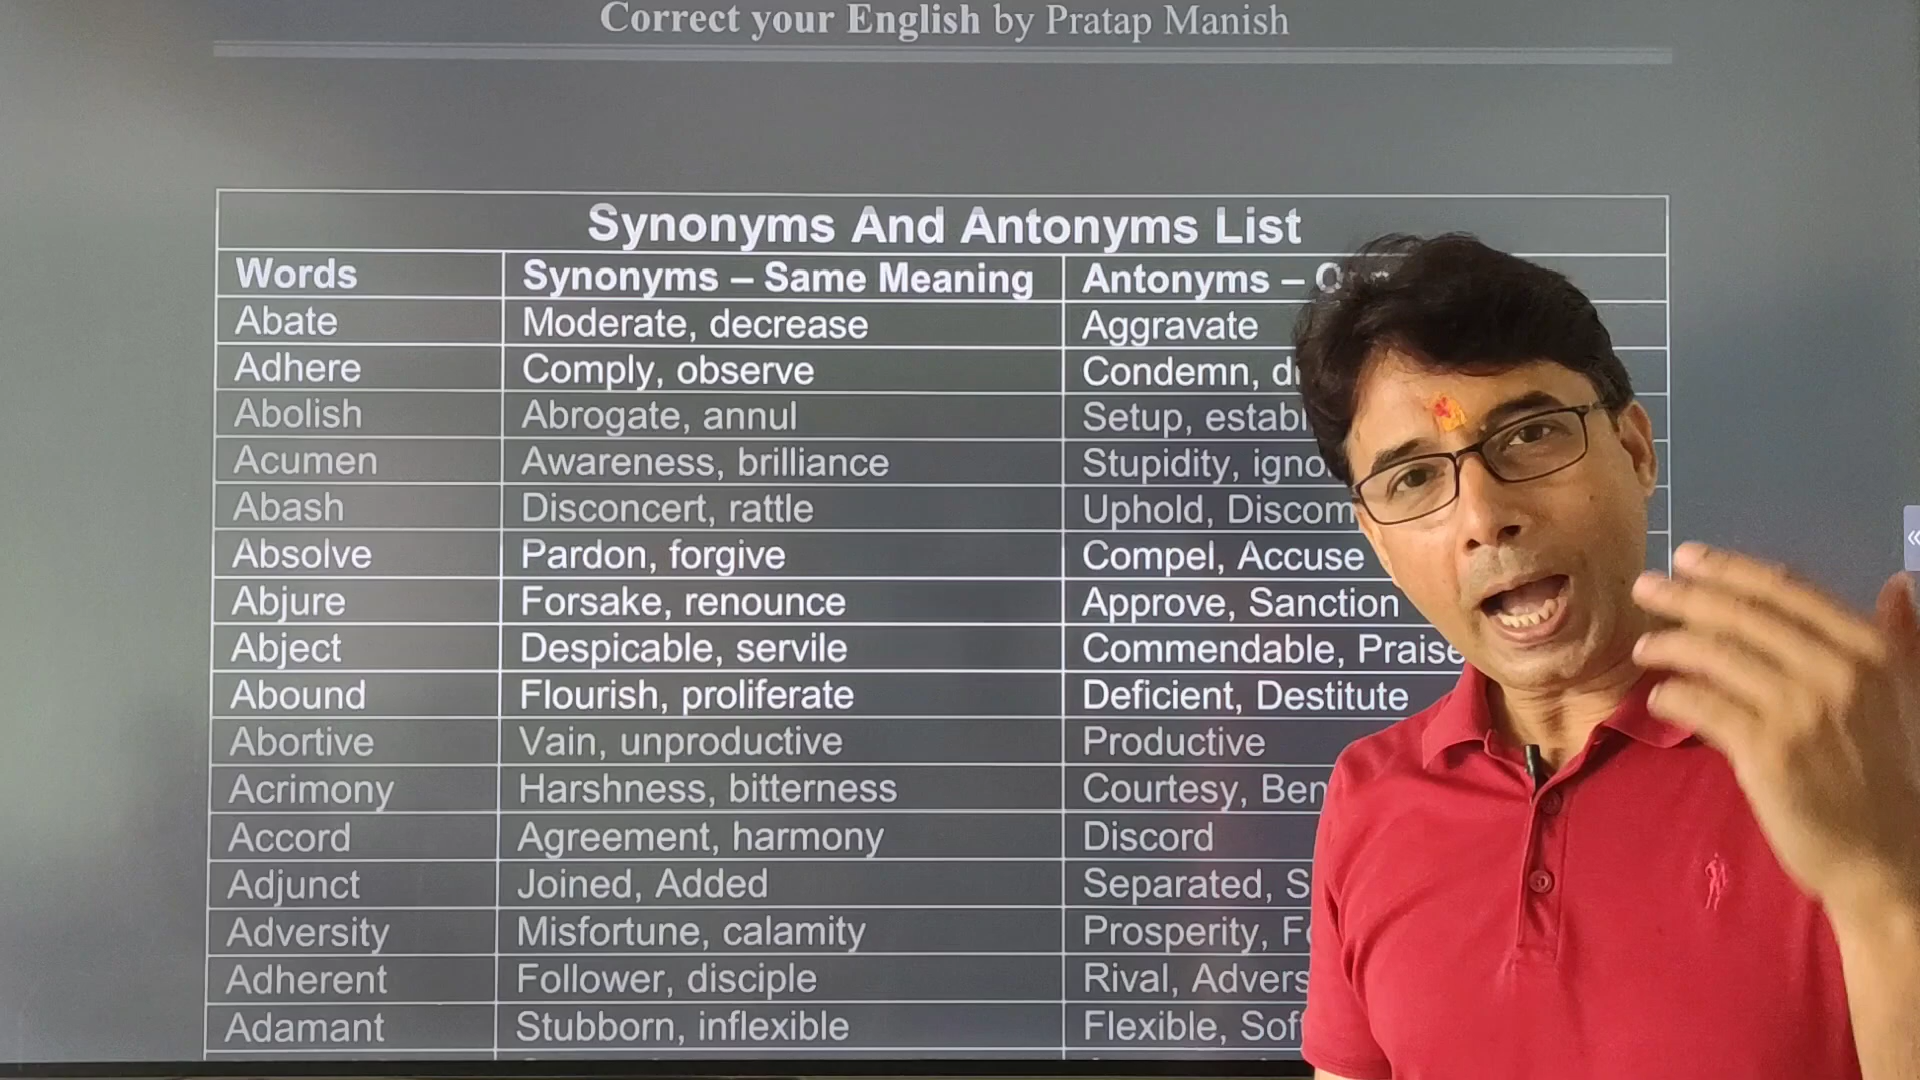 Correct your English by Pratap Manish
Synonyms And Antonyms List
Words Synonyms – Same Meaning Antonyms –
Abate Moderate, decrease Aggravate
Adhere Comply, observe Condemn,
Abolish Abrogate, annul Setup,
Acumen Awareness, brilliance Stupidity,
Abash Disconcert, rattle Uphold,
Absolve Pardon, forgive Compel, Accuse
Abjure Forsake, renounce Approve, Sanction
Abject Despicable, servile Commendable, Praise
Abound Flourish, proliferate Deficient, Destitute
Abortive Vain, unproductive Productive
Acrimony Harshness, bitterness Courtesy,
Accord Agreement, harmony Discord
Adjunct Joined, Added Separated,
Adversity Misfortune, calamity Prosperity,
Adherent Follower, disciple Rival,
Adamant Stubborn, inflexible Flexible,